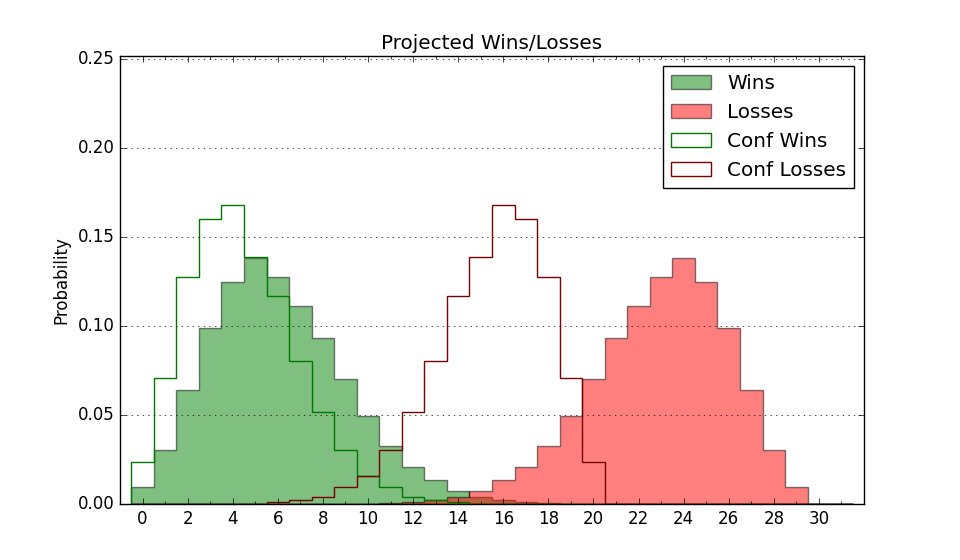 Projected Wins/Losses
0.25
0.20
0.15
0.10
0.05
0.00
Probability
Wins
Losses
Conf Wins
Conf Losses
0 2 4 6 8 10 12 14 16 18 20 22 24 26 28 30